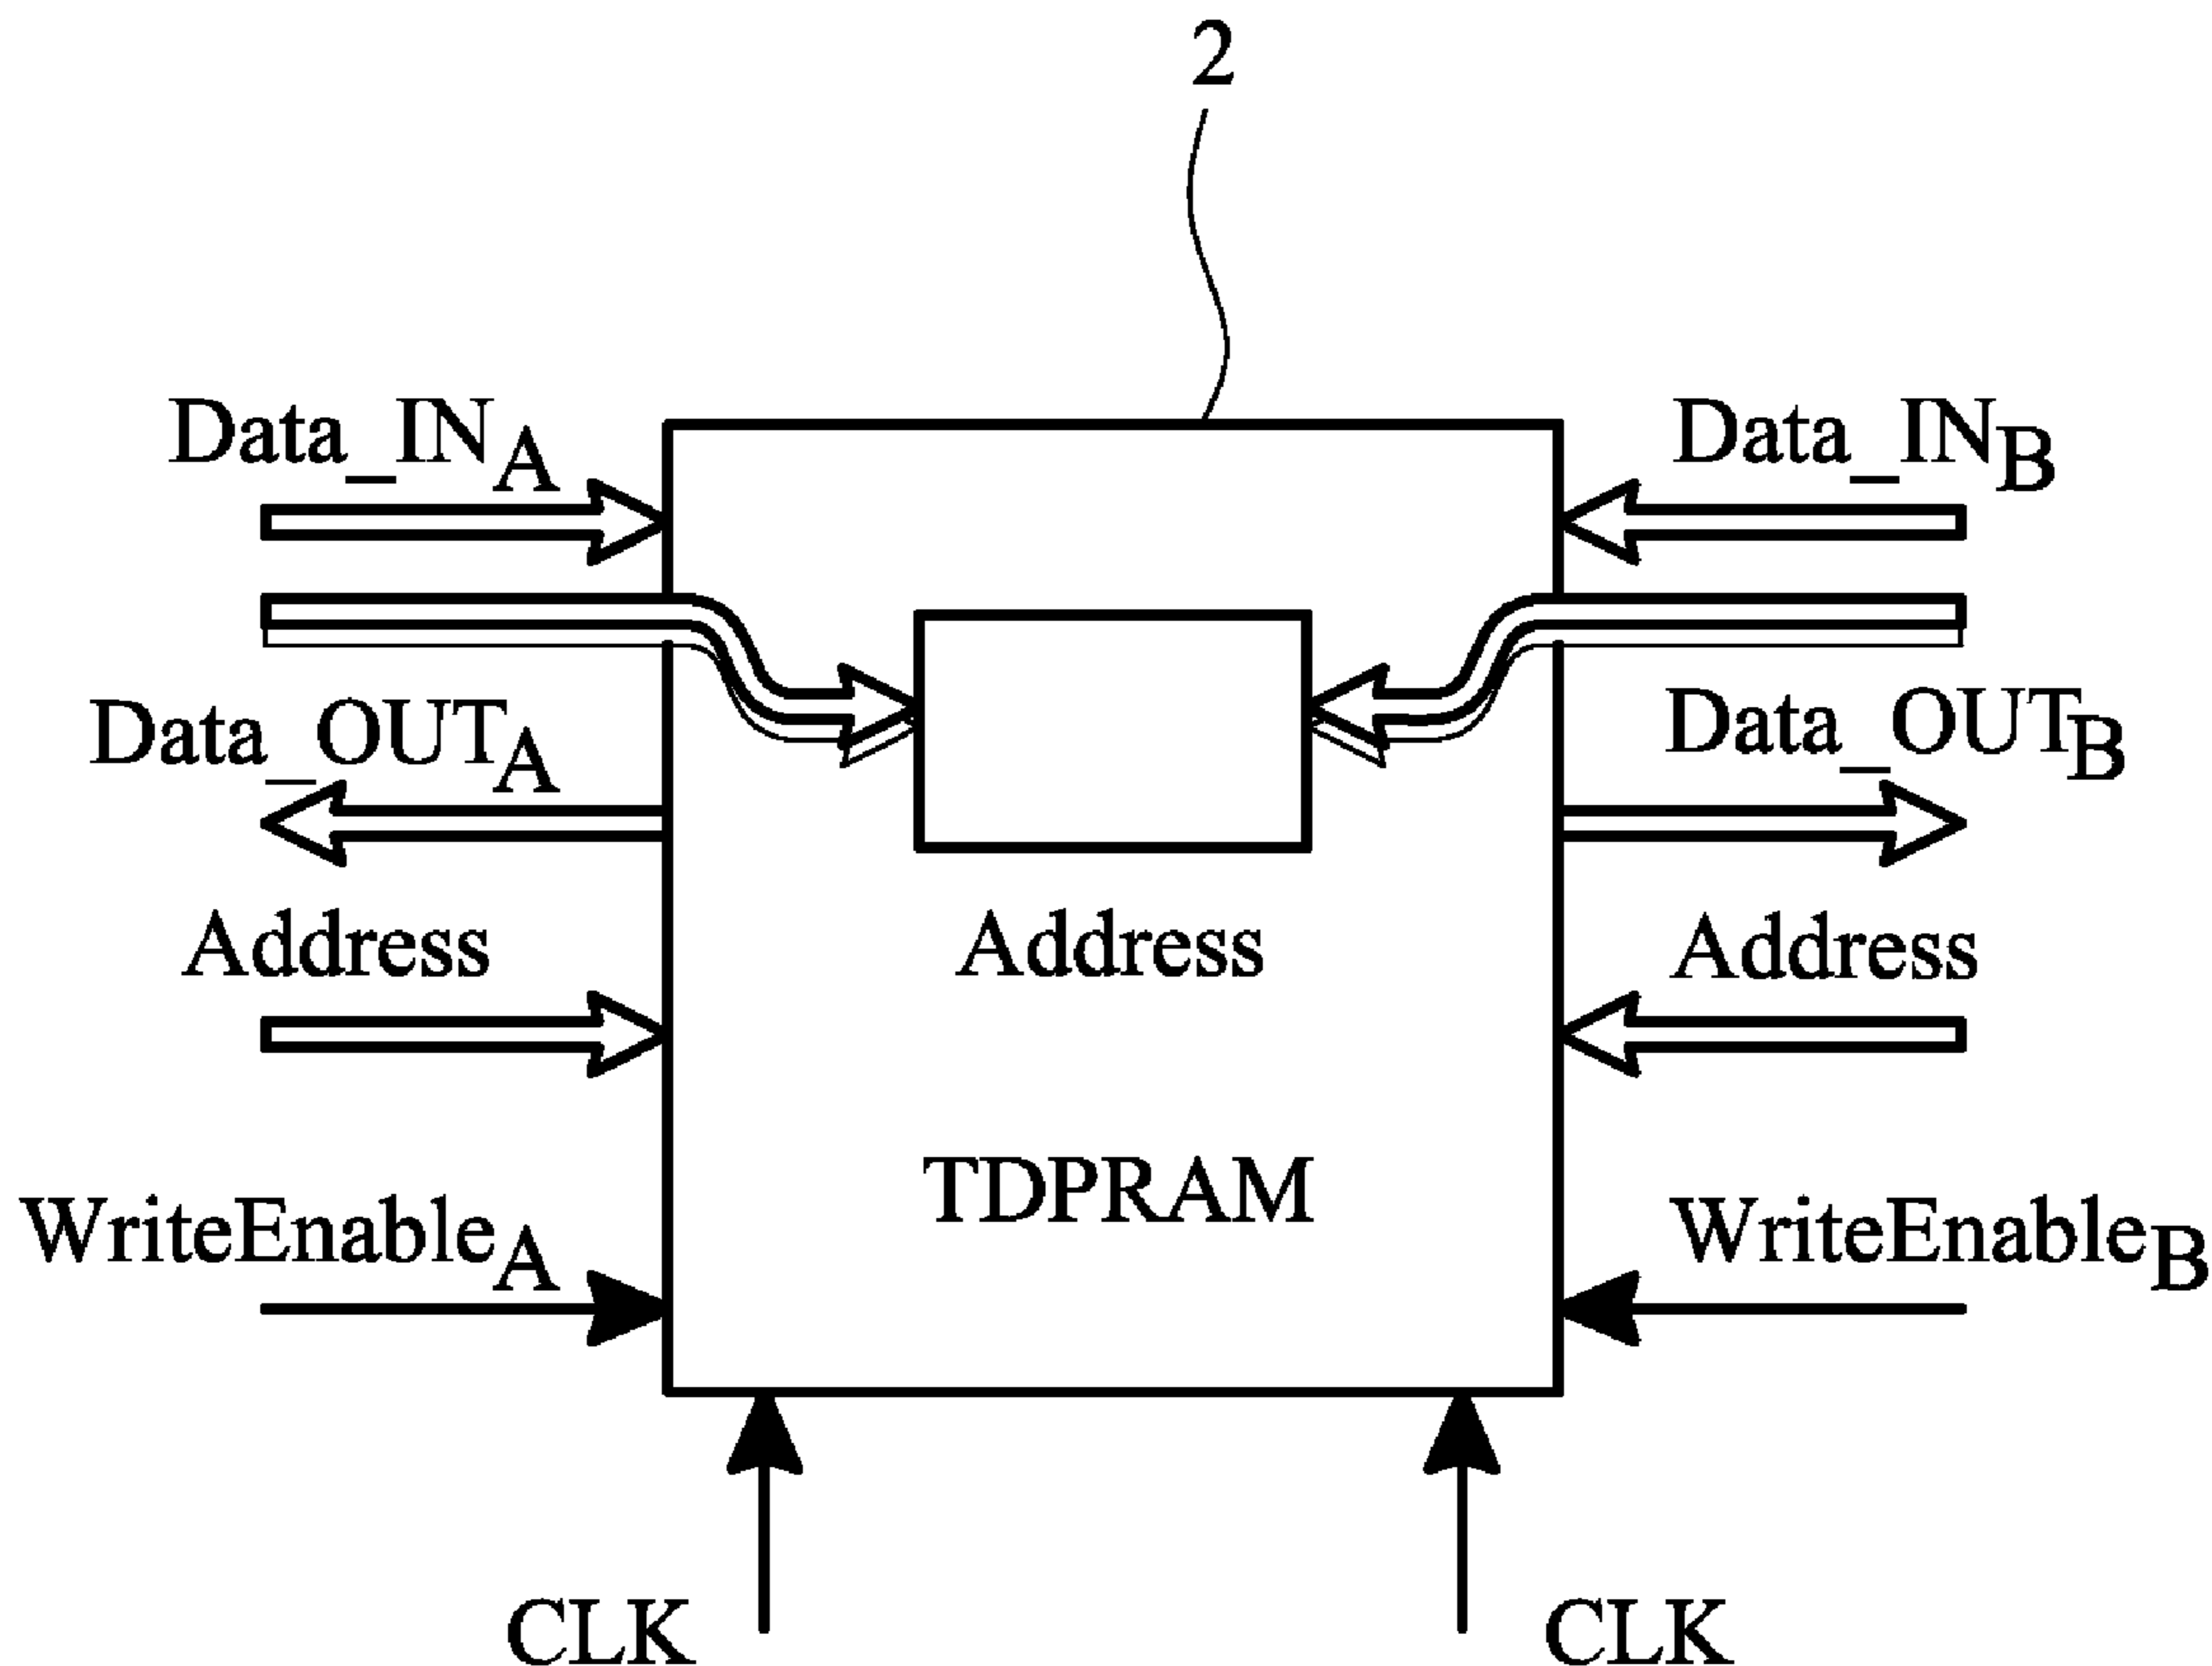 2
Data_IN_A
Data_IN_B
Data_OUT_A
Data_OUT_B
Address
Address
Address
TDPRAM
WriteEnable_A
WriteEnable_B
CLK
CLK